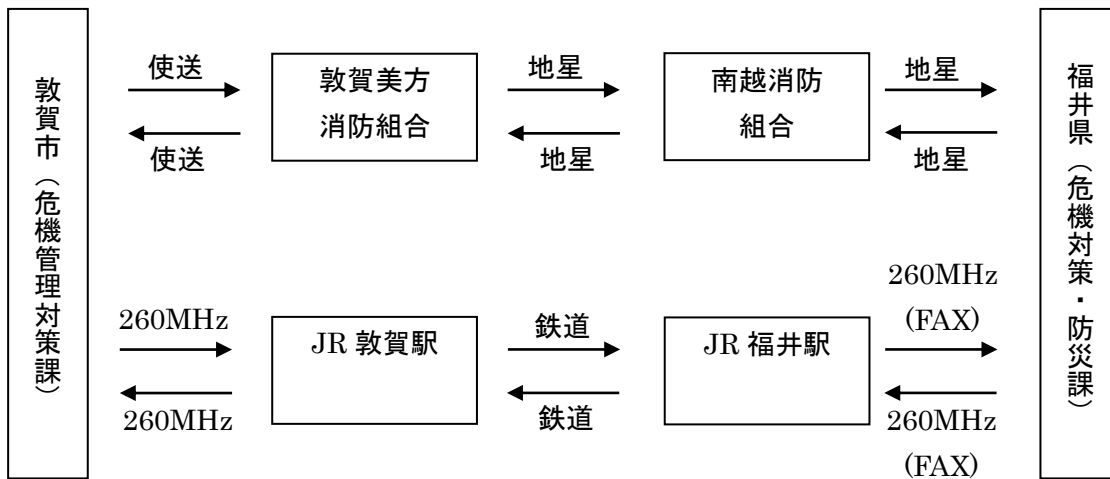 敦賀市（危機管理対策課）
使送
使送
敦賀美方
消防組合
地星
地星
南越消防
組合
地星
地星
260MHz
260MHz
JR 敦賀駅
鉄道
鉄道
JR 福井駅
260MHz
(FAX)
260MHz
(FAX)
福井県（危機対策・防災課）